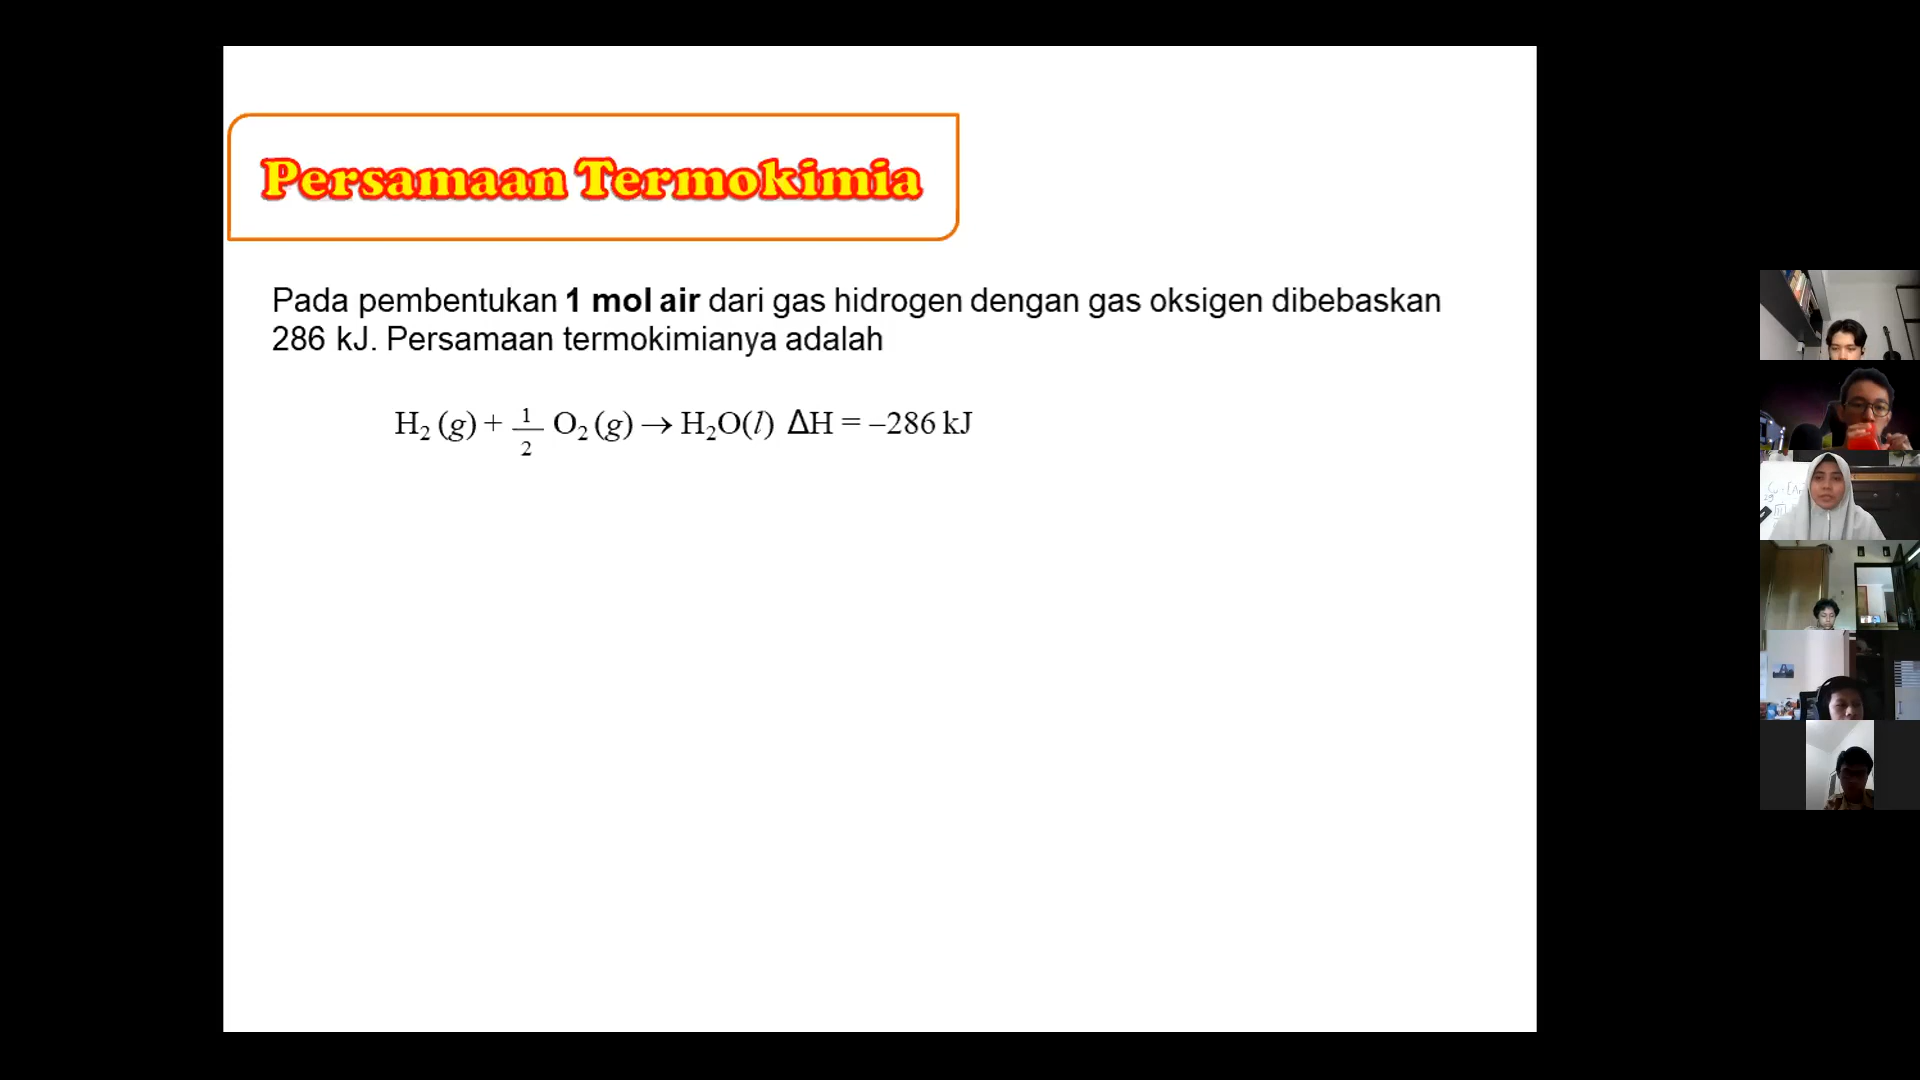 Persamaan Termokimia
Pada pembentukan 1 mol air dari gas hidrogen dengan gas oksigen dibebaskan
286 kJ. Persamaan termokimianya adalah
H₂ (g) + 1/2 O₂ (g) → H₂O(l) ΔH = –286 kJ